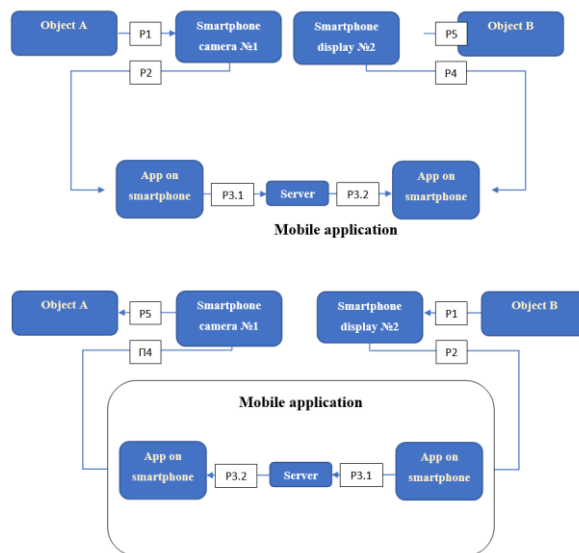 Object A
P1
Smartphone
camera №1
Smartphone
display №2
P5
Object B
P2
P4
App on
smartphone
P3.1
Server
P3.2
App on
smartphone
Mobile application
Object A
P5
Smartphone
camera №1
Smartphone
display №2
P1
Object B
П4
P2
Mobile application
App on
smartphone
P3.2
Server
P3.1
App on
smartphone